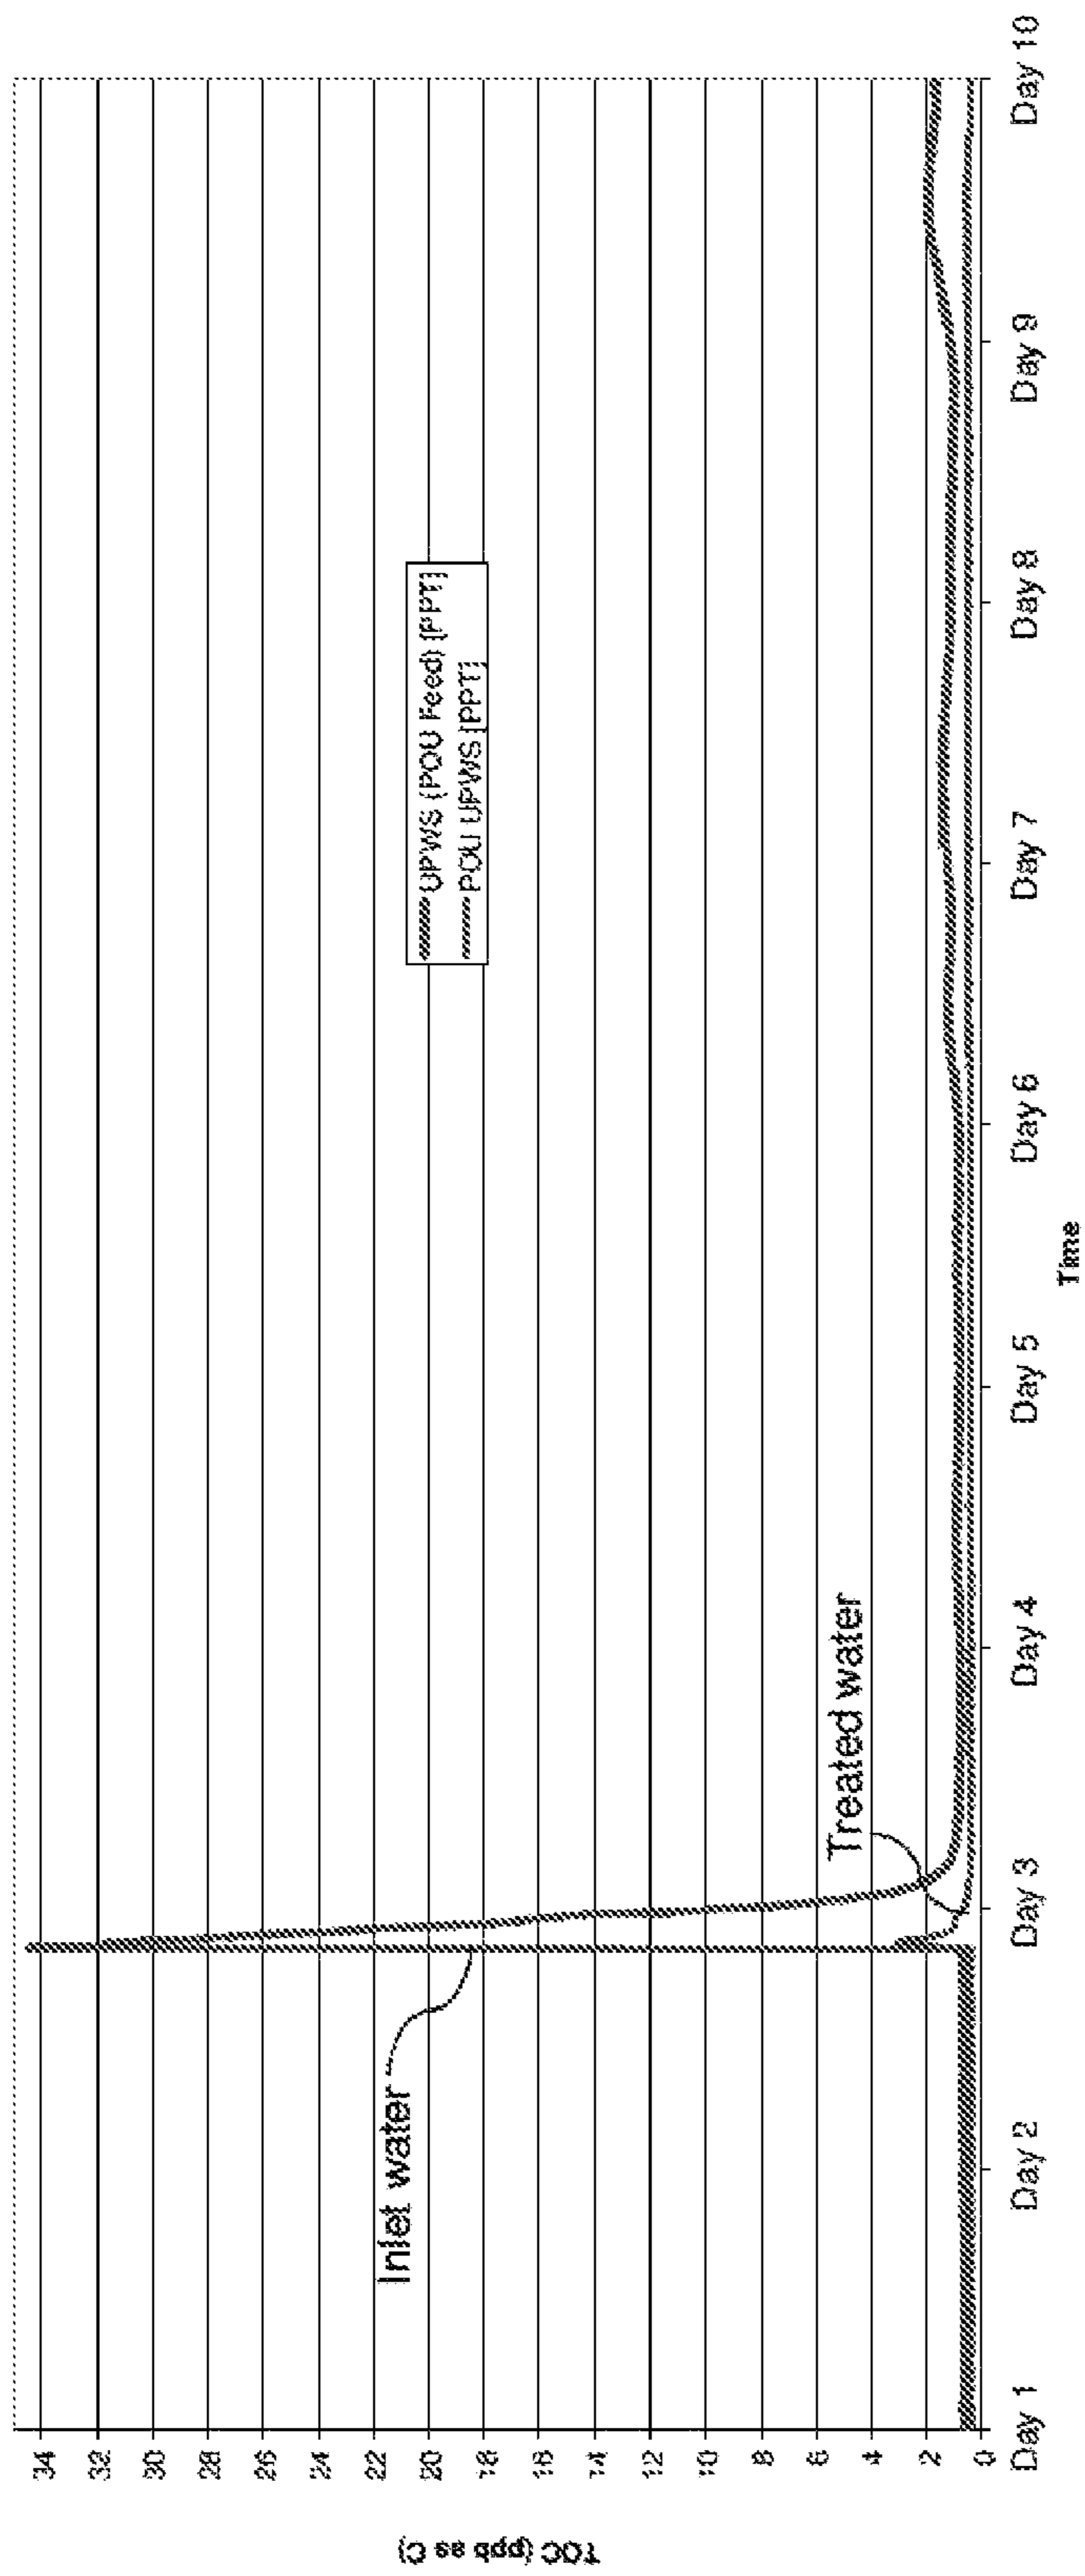 TOC (ppb as C)
34
32
30
28
26
24
22
20
18
16
14
12
10
8
6
4
2
0
Inlet water
Treated water
UPWS (POU Feed) [PPT]
POU UPWS [PPT]
Day 1
Day 2
Day 3
Day 4
Day 5
Day 6
Day 7
Day 8
Day 9
Day 10
Time